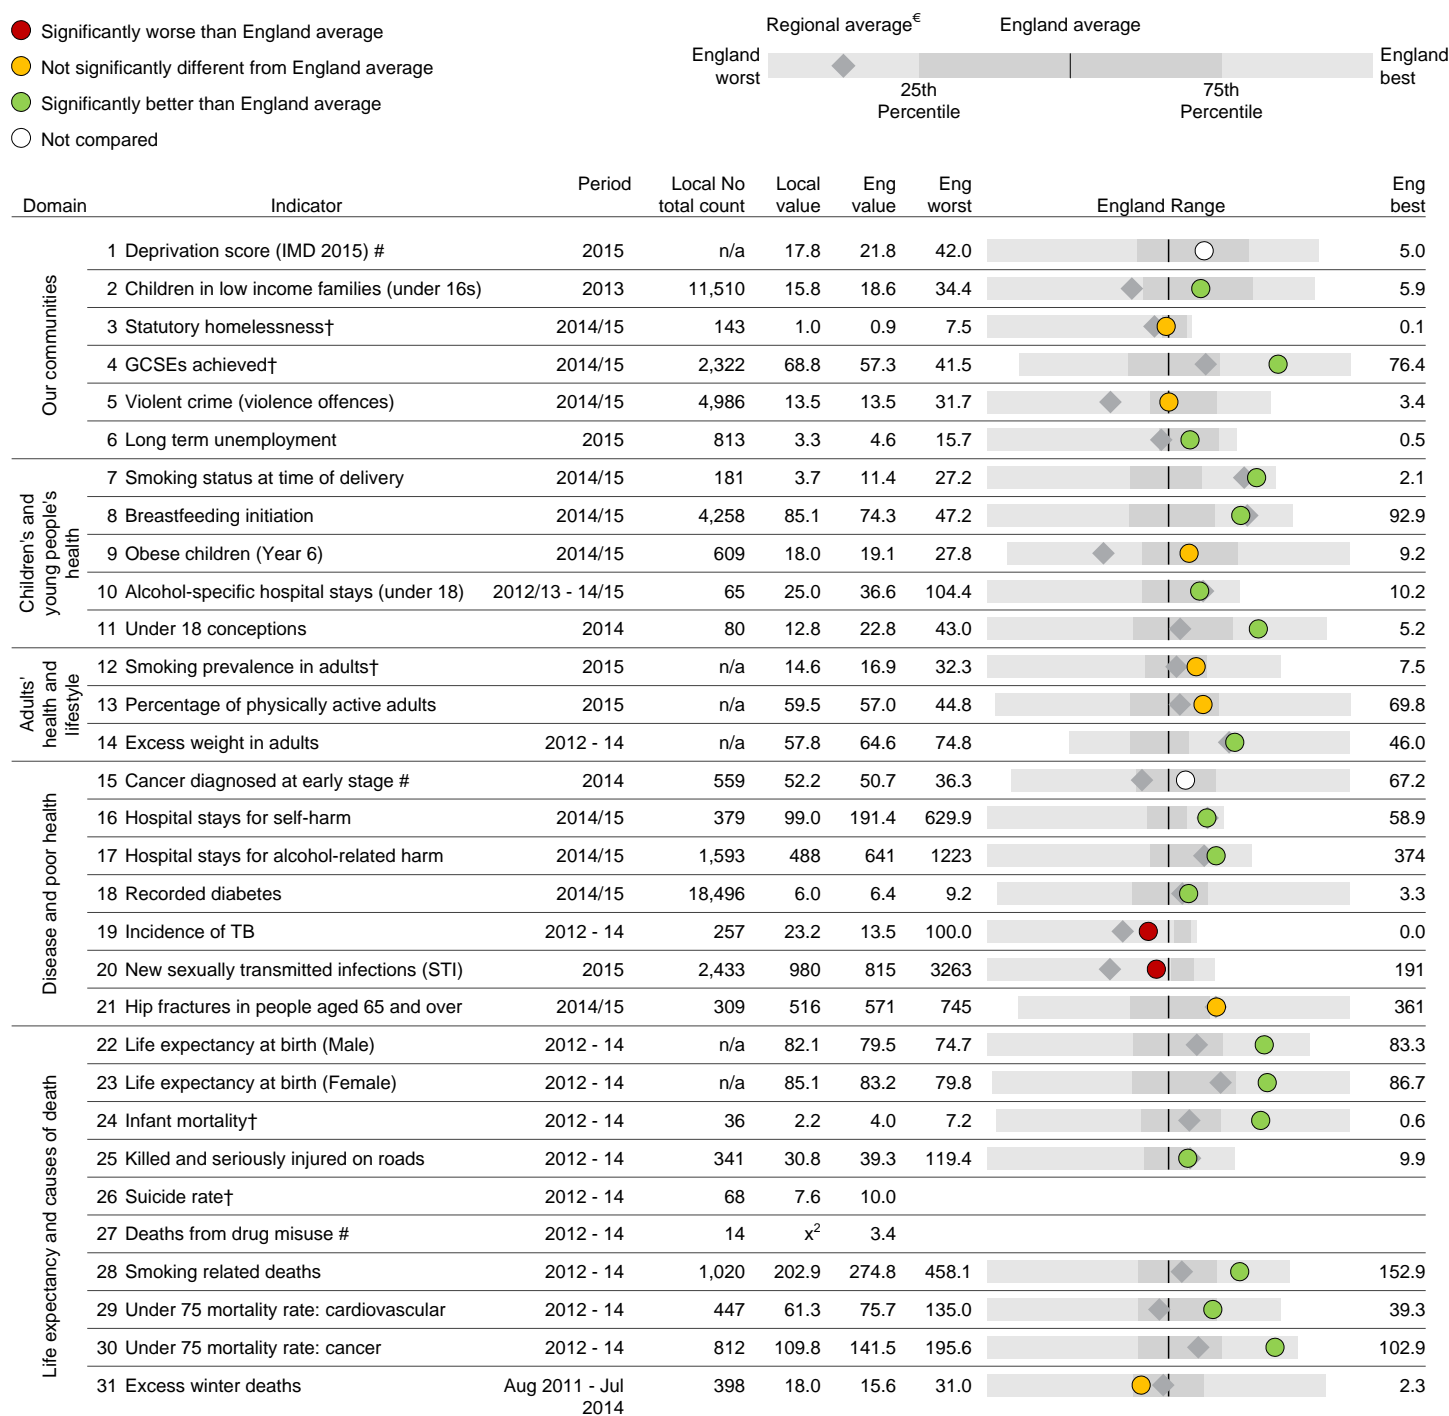 Significantly worse than England average
Not significantly different from England average
Significantly better than England average
Not compared
Regional average€ England average
England worst England best
25th Percentile 75th Percentile
Domain Indicator Period Local No total count Local value Eng value Eng worst England Range Eng best
Our communities
1 Deprivation score (IMD 2015) # 2015 n/a 17.8 21.8 42.0 5.0
2 Children in low income families (under 16s) 2013 11,510 15.8 18.6 34.4 5.9
3 Statutory homelessness† 2014/15 143 1.0 0.9 7.5 0.1
4 GCSEs achieved† 2014/15 2,322 68.8 57.3 41.5 76.4
5 Violent crime (violence offences) 2014/15 4,986 13.5 13.5 31.7 3.4
6 Long term unemployment 2015 813 3.3 4.6 15.7 0.5
Children's and young people's health
7 Smoking status at time of delivery 2014/15 181 3.7 11.4 27.2 2.1
8 Breastfeeding initiation 2014/15 4,258 85.1 74.3 47.2 92.9
9 Obese children (Year 6) 2014/15 609 18.0 19.1 27.8 9.2
10 Alcohol-specific hospital stays (under 18) 2012/13 - 14/15 65 25.0 36.6 104.4 10.2
11 Under 18 conceptions 2014 80 12.8 22.8 43.0 5.2
Adults' health and lifestyle
12 Smoking prevalence in adults† 2015 n/a 14.6 16.9 32.3 7.5
13 Percentage of physically active adults 2015 n/a 59.5 57.0 44.8 69.8
14 Excess weight in adults 2012 - 14 n/a 57.8 64.6 74.8 46.0
Disease and poor health
15 Cancer diagnosed at early stage # 2014 559 52.2 50.7 36.3 67.2
16 Hospital stays for self-harm 2014/15 379 99.0 191.4 629.9 58.9
17 Hospital stays for alcohol-related harm 2014/15 1,593 488 641 1223 374
18 Recorded diabetes 2014/15 18,496 6.0 6.4 9.2 3.3
19 Incidence of TB 2012 - 14 257 23.2 13.5 100.0 0.0
20 New sexually transmitted infections (STI) 2015 2,433 980 815 3263 191
21 Hip fractures in people aged 65 and over 2014/15 309 516 571 745 361
Life expectancy and causes of death
22 Life expectancy at birth (Male) 2012 - 14 n/a 82.1 79.5 74.7 83.3
23 Life expectancy at birth (Female) 2012 - 14 n/a 85.1 83.2 79.8 86.7
24 Infant mortality† 2012 - 14 36 2.2 4.0 7.2 0.6
25 Killed and seriously injured on roads 2012 - 14 341 30.8 39.3 119.4 9.9
26 Suicide rate† 2012 - 14 68 7.6 10.0
27 Deaths from drug misuse # 2012 - 14 14 x² 3.4
28 Smoking related deaths 2012 - 14 1,020 202.9 274.8 458.1 152.9
29 Under 75 mortality rate: cardiovascular 2012 - 14 447 61.3 75.7 135.0 39.3
30 Under 75 mortality rate: cancer 2012 - 14 812 109.8 141.5 195.6 102.9
31 Excess winter deaths Aug 2011 - Jul 2014 398 18.0 15.6 31.0 2.3